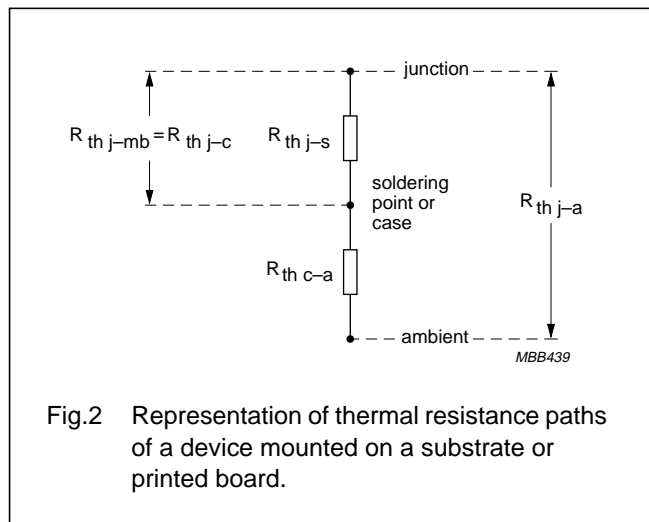 junction
R th j–mb = R th j–c
R th j–s
soldering
point or
case
R th j–a
R th c–a
ambient
MBB439
Fig.2 Representation of thermal resistance paths
of a device mounted on a substrate or
printed board.